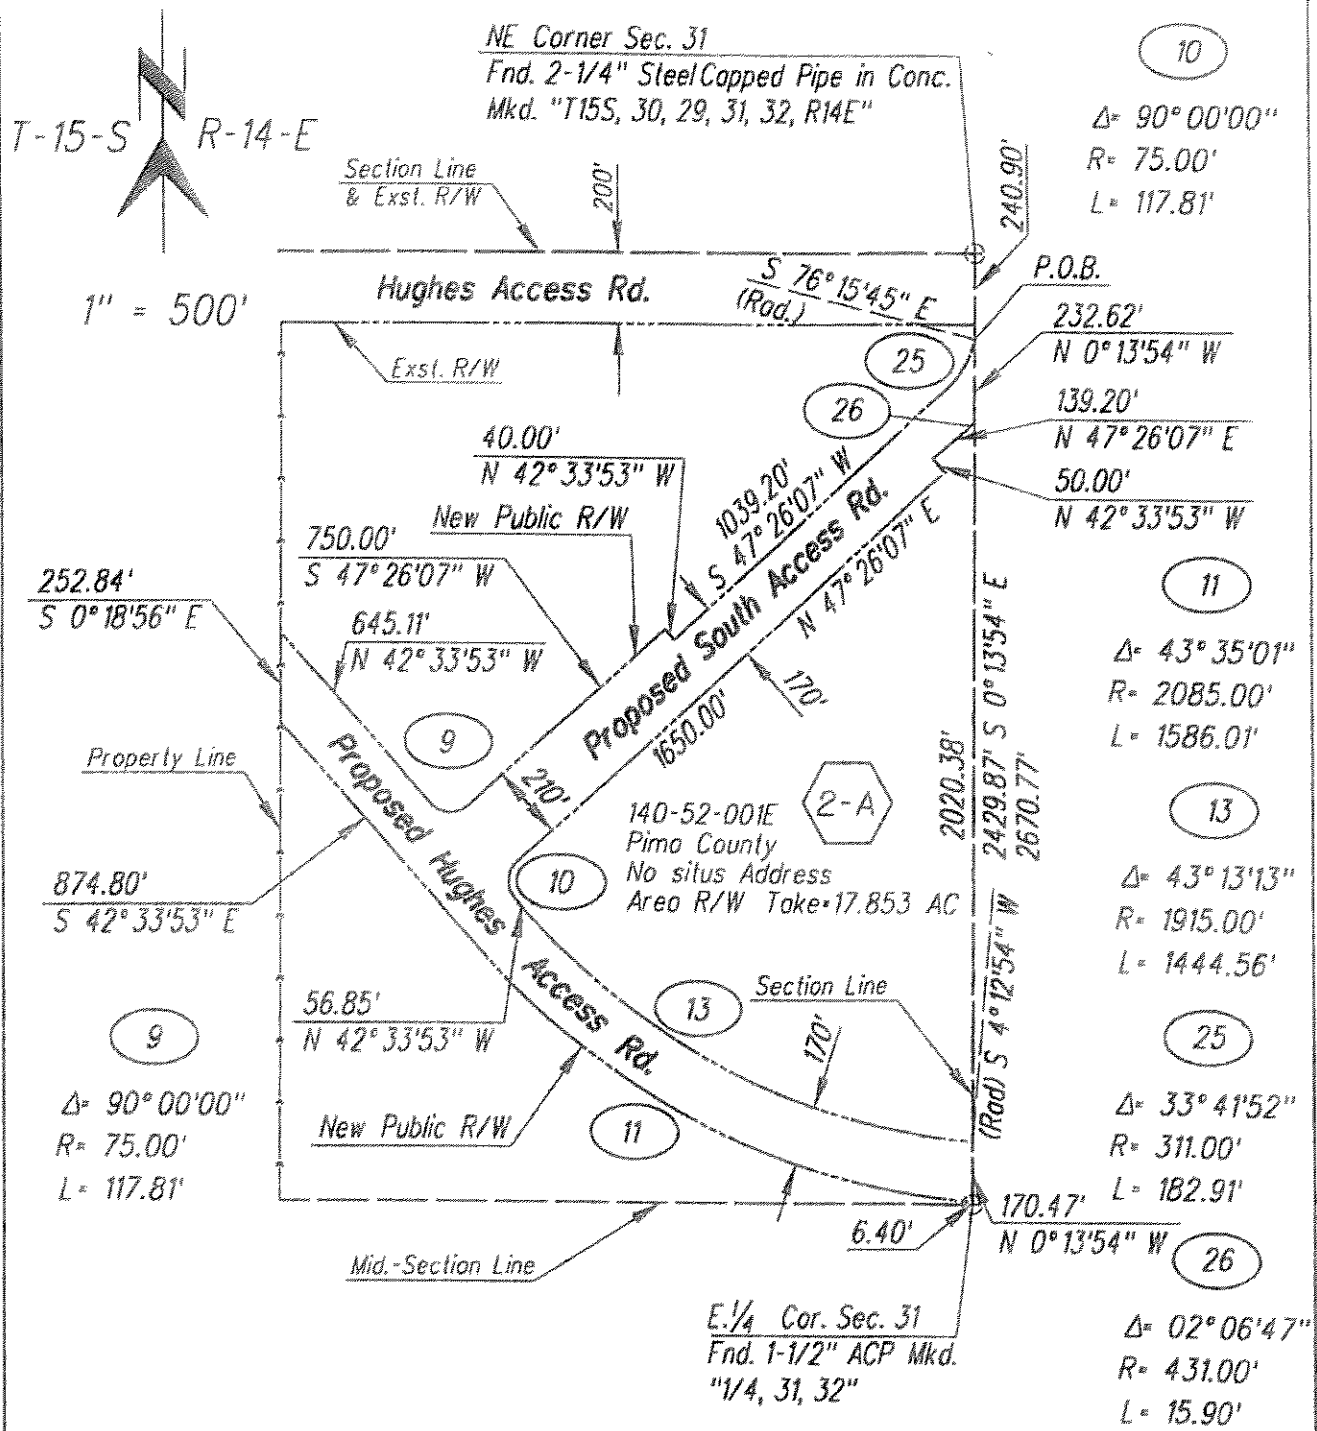 NE Corner Sec. 31
Fnd. 2-1/4" Steel Capped Pipe in Conc.
Mkd. "T15S, 30, 29, 31, 32, R14E"
N
T-15-S R-14-E
1" = 500'
Section Line
& Exst. R/W
200'
240.90'
10
Δ= 90°00'00"
R= 75.00'
L= 117.81'
Hughes Access Rd.
S 76°15'45" E
(Rad.)
P.O.B.
Exst. R/W
25
26
232.62'
N 0°13'54" W
139.20'
N 47°26'07" E
50.00'
N 42°33'53" W
40.00'
N 42°33'53" W
New Public R/W
750.00'
S 47°26'07" W
1039.20'
S 47°26'07" W
Proposed South Access Rd.
N 47°26'07" E
1650.00'
170'
252.84'
S 0°18'56" E
645.11'
N 42°33'53" W
9
210'
Property Line
Proposed Hughes Access Rd.
140-52-001E
Pima County
No situs Address
Area R/W Take=17.853 AC
2-A
2020.38'
2429.87' S 0°13'54" E
2670.77'
11
Δ= 43°35'01"
R= 2085.00'
L= 1586.01'
13
Δ= 43°13'13"
R= 1915.00'
L= 1444.56'
874.80'
S 42°33'53" E
10
56.85'
N 42°33'53" W
13
Section Line
(Rad) S 4°12'54" W
170'
9
Δ= 90°00'00"
R= 75.00'
L= 117.81'
New Public R/W
11
25
Δ= 33°41'52"
R= 311.00'
L= 182.91'
6.40'
170.47'
N 0°13'54" W
Mid.-Section Line
26
Δ= 02°06'47"
R= 431.00'
L= 15.90'
E.1/4 Cor. Sec. 31
Fnd. 1-1/2" ACP Mkd.
"1/4, 31, 32"